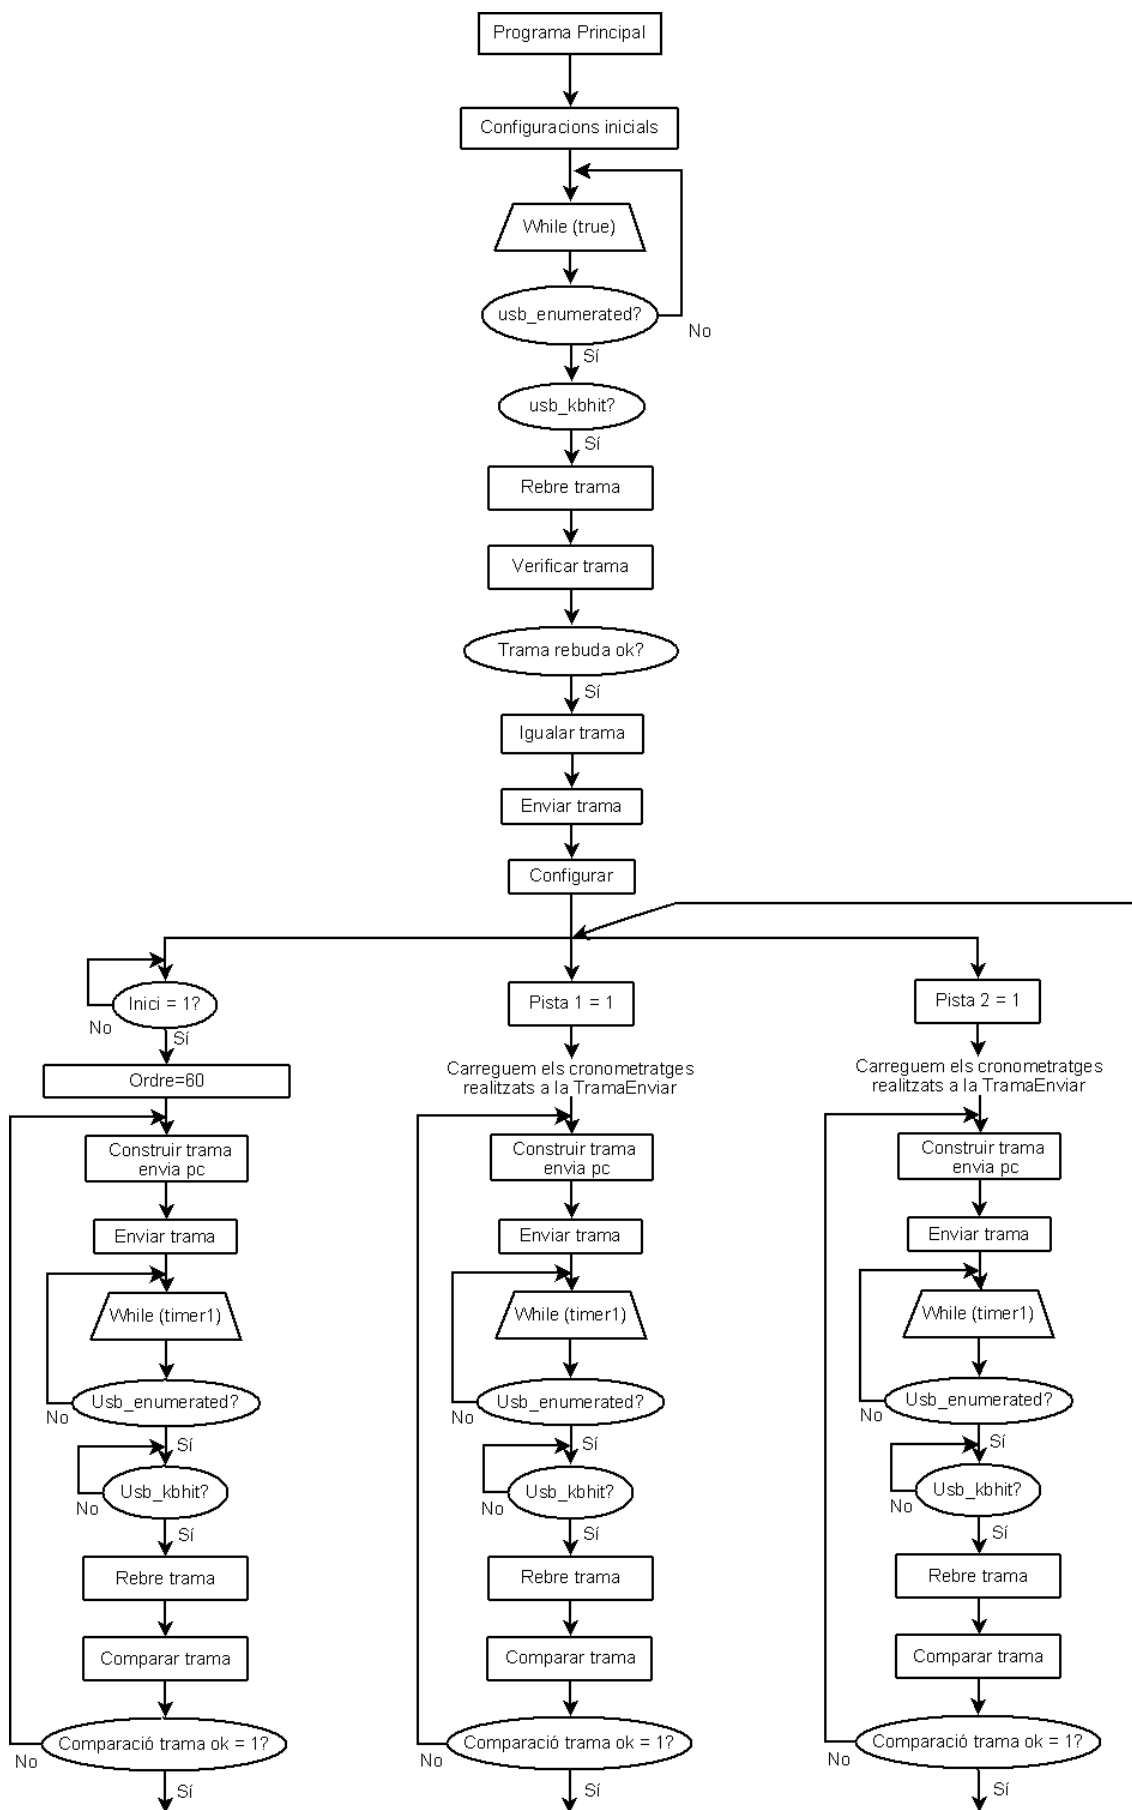 Programa Principal
Configuracions inicials
While (true)
usb_enumerated?
No
Sí
usb_kbhit?
Sí
Rebre trama
Verificar trama
Trama rebuda ok?
Sí
Igualar trama
Enviar trama
Configurar
Inici = 1?
No
Sí
Ordre=60
Construir trama
envia pc
Enviar trama
While (timer1)
Usb_enumerated?
No
Sí
Usb_kbhit?
No
Sí
Rebre trama
Comparar trama
Comparació trama ok = 1?
No
Sí
Pista 1 = 1
Carreguem els cronometratges
realitzats a la TramaEnviar
Construir trama
envia pc
Enviar trama
While (timer1)
Usb_enumerated?
No
Sí
Usb_kbhit?
No
Sí
Rebre trama
Comparar trama
Comparació trama ok = 1?
No
Sí
Pista 2 = 1
Carreguem els cronometratges
realitzats a la TramaEnviar
Construir trama
envia pc
Enviar trama
While (timer1)
Usb_enumerated?
No
Sí
Usb_kbhit?
No
Sí
Rebre trama
Comparar trama
Comparació trama ok = 1?
No
Sí